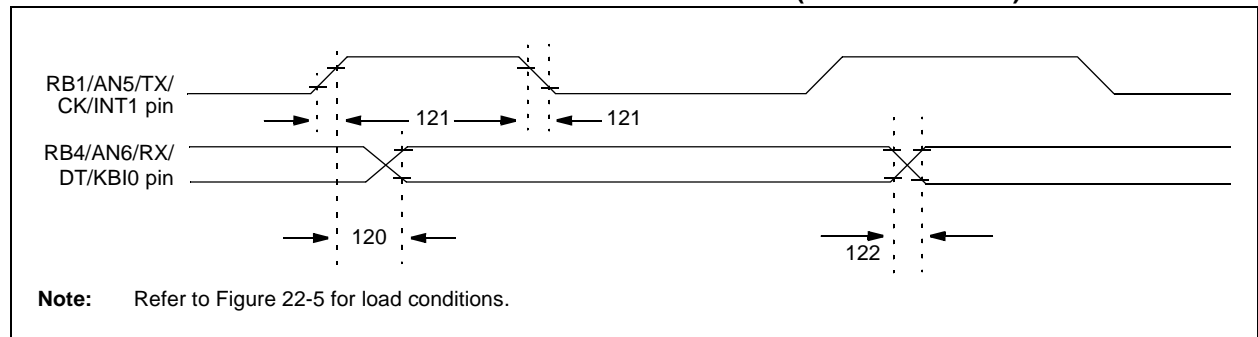 RB1/AN5/TX/
CK/INT1 pin
121
121
RB4/AN6/RX/
DT/KBI0 pin
120
122
Note: Refer to Figure 22-5 for load conditions.